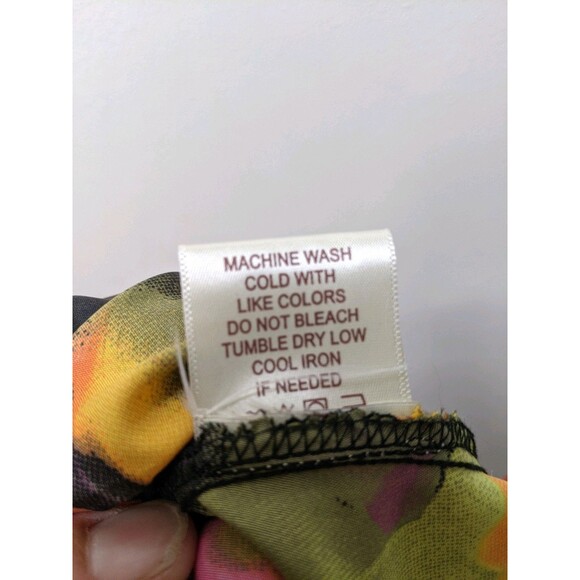 MACHINE WASH
COLD WITH
LIKE COLORS
DO NOT BLEACH
TUMBLE DRY LOW
COOL IRON
IF NEEDED